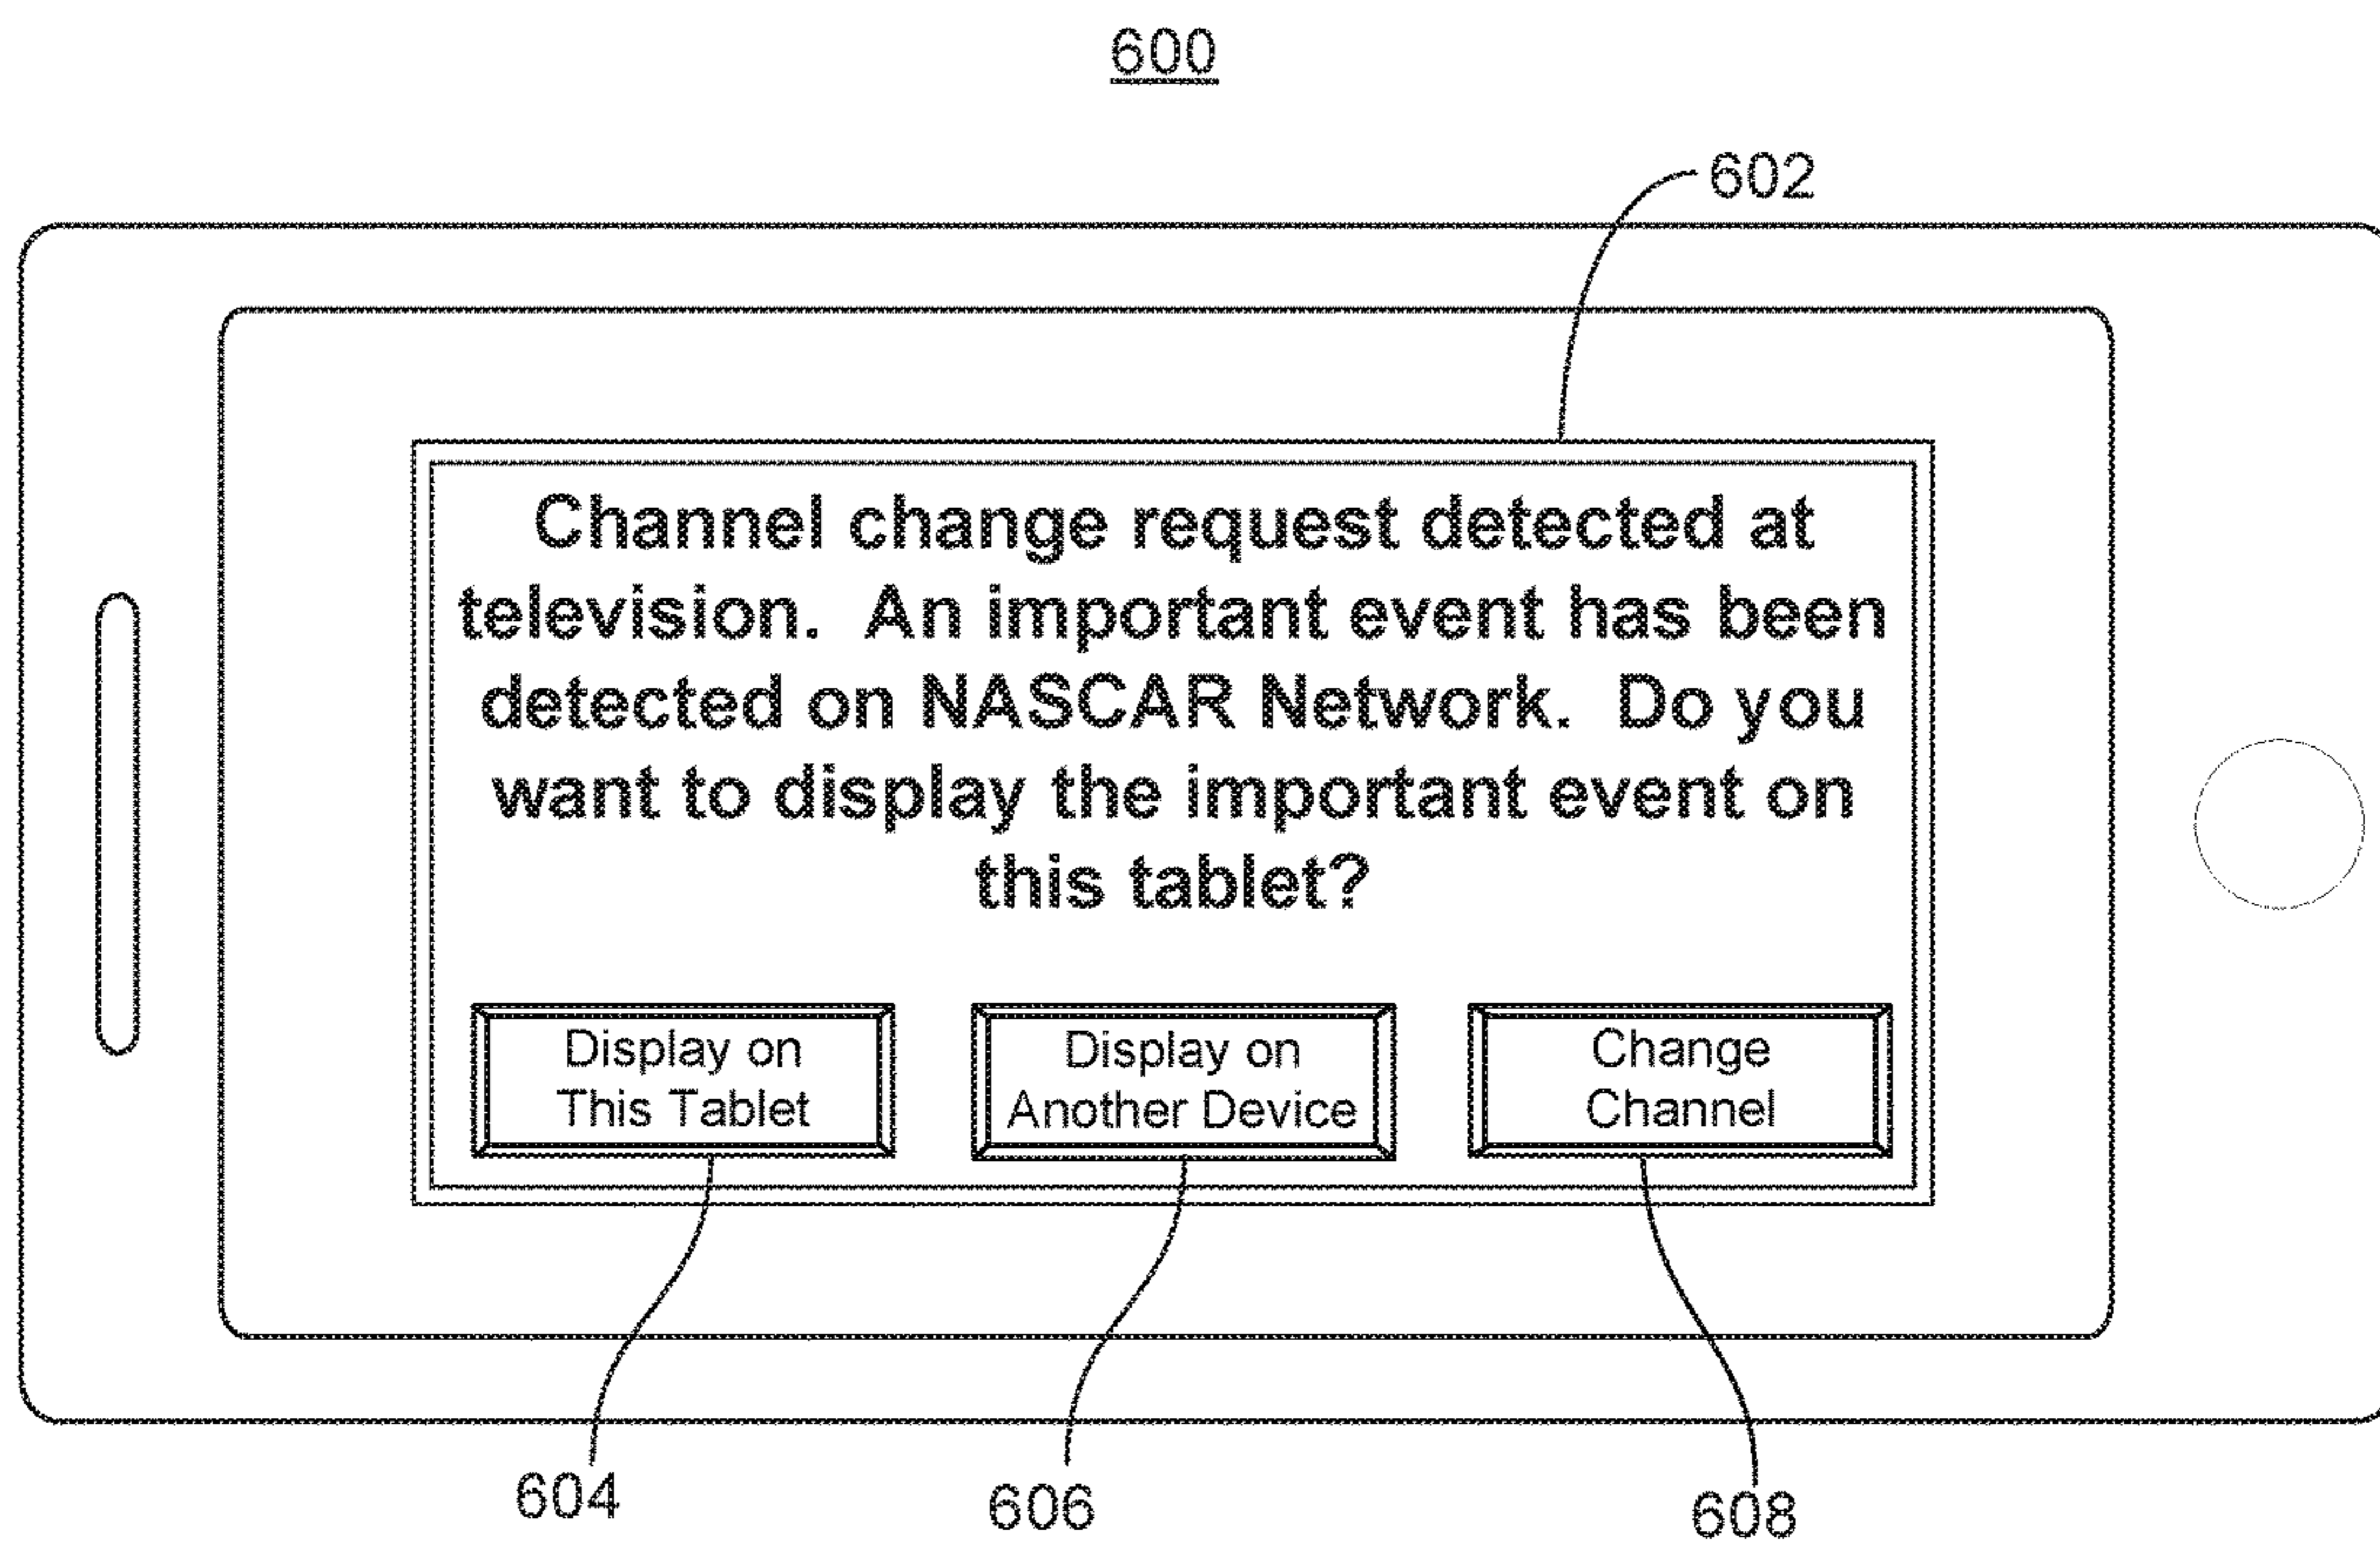 600
602
Channel change request detected at
television.  An important event has been
detected on NASCAR Network.  Do you
want to display the important event on
this tablet?
Display on
This Tablet
Display on
Another Device
Change
Channel
604
606
608